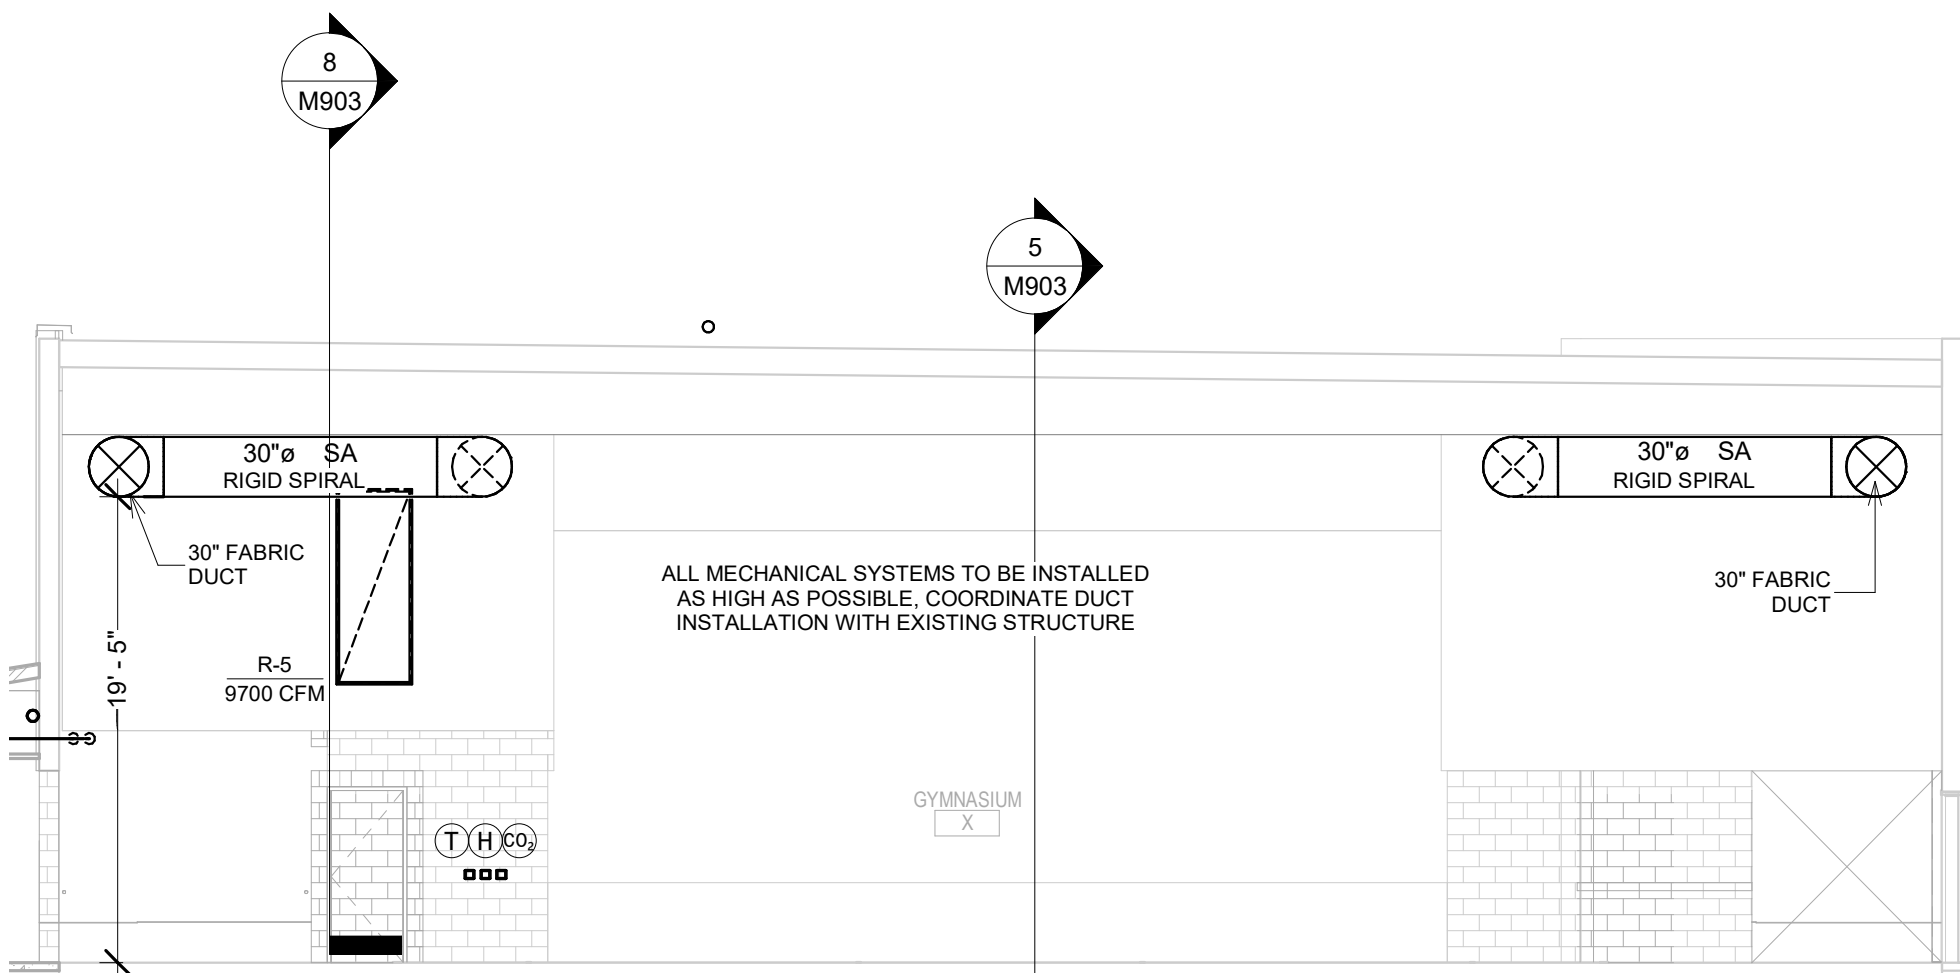 8
M903
5
M903
30"ø SA
RIGID SPIRAL
30"ø SA
RIGID SPIRAL
30" FABRIC
DUCT
ALL MECHANICAL SYSTEMS TO BE INSTALLED
AS HIGH AS POSSIBLE, COORDINATE DUCT
INSTALLATION WITH EXISTING STRUCTURE
30" FABRIC
DUCT
19' - 5"
R-5
9700 CFM
GYMNASIUM
X
T H CO₂